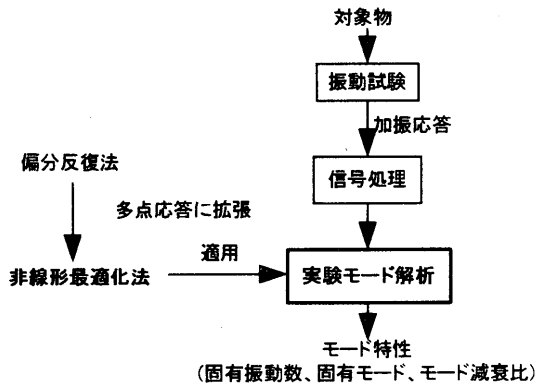 対象物
振動試験
加振応答
偏分反復法
信号処理
多点応答に拡張
適用
非線形最適化法
実験モード解析
モード特性
(固有振動数、固有モード、モード減衰比)